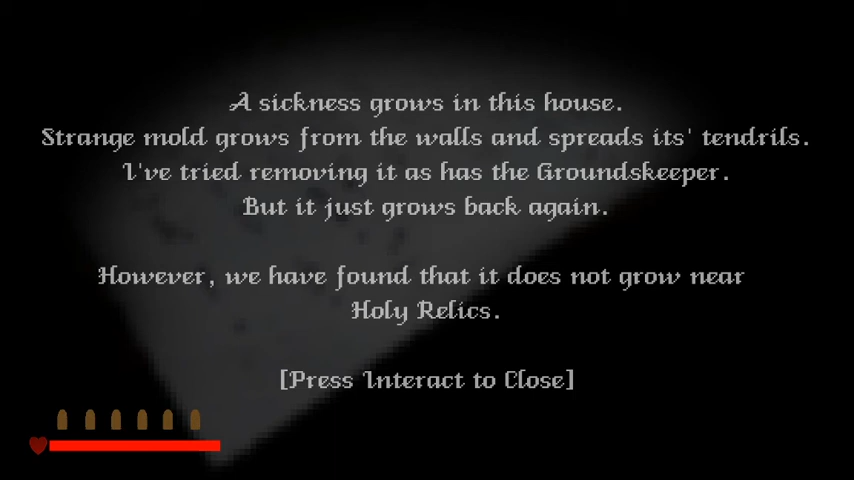 A sickness grows in this house.
Strange mold grows from the walls and spreads its' tendrils.
I've tried removing it as has the Groundskeeper.
But it just grows back again.
However, we have found that it does not grow near
Holy Relics.
[Press Interact to Close]